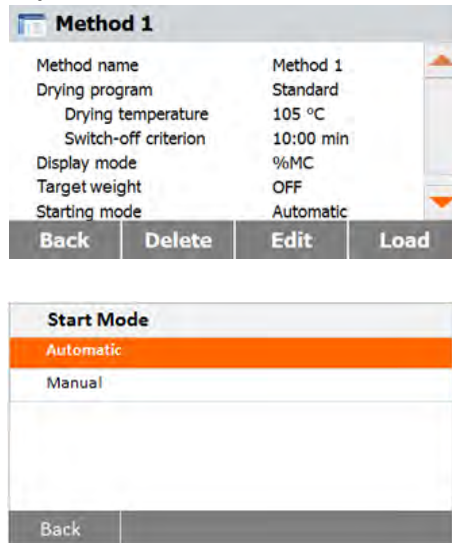 Method 1
Method name Method 1
Drying program Standard
Drying temperature 105 °C
Switch-off criterion 10:00 min
Display mode %MC
Target weight OFF
Starting mode Automatic
Back Delete Edit Load
Start Mode
Automatic
Manual
Back